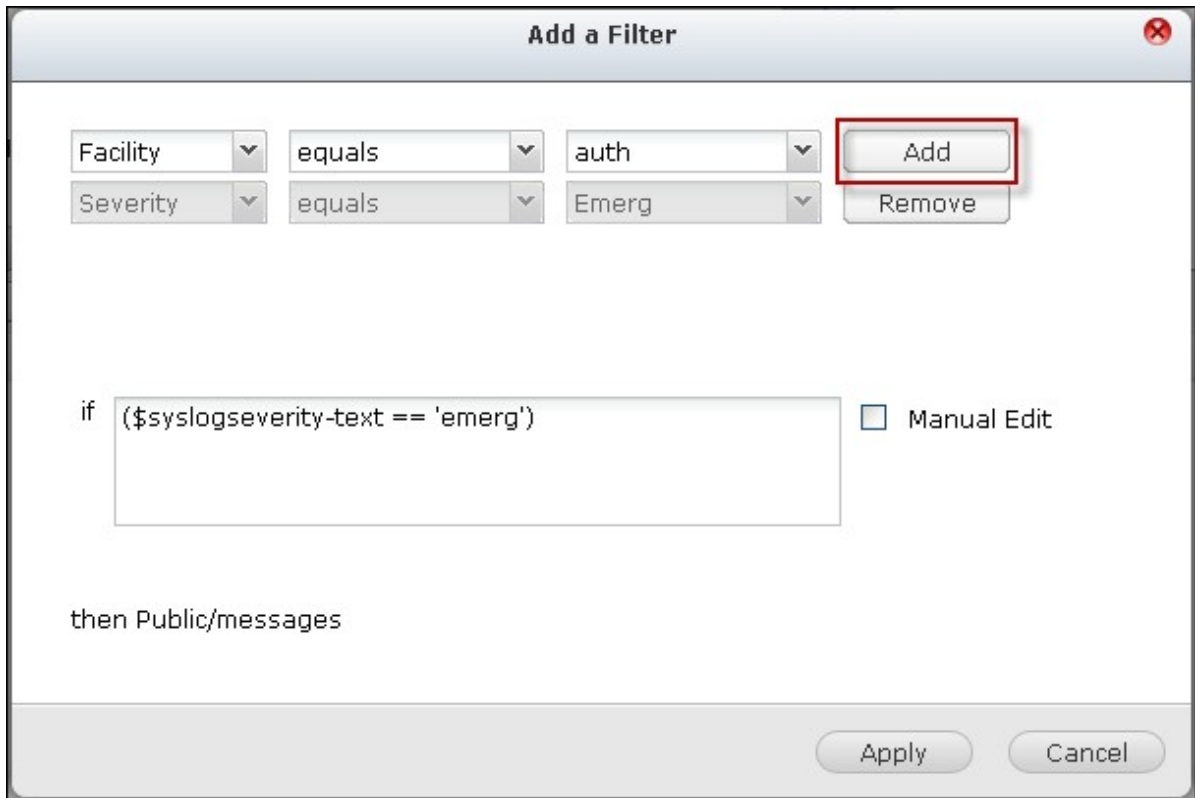 Add a Filter
Facility equals auth Add
Severity equals Emerg Remove
if ($syslogseverity-text == 'emerg') Manual Edit
then Public/messages
Apply Cancel